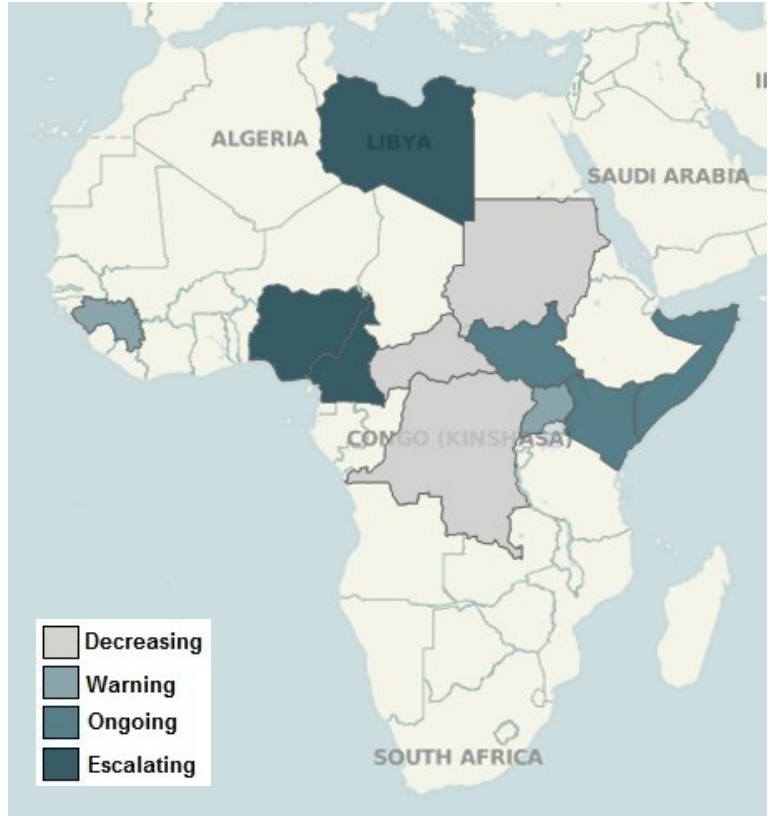 ALGERIA
LIBYA
SAUDI ARABIA
I
CONGO (KINSHASA)
SOUTH AFRICA
Decreasing
Warning
Ongoing
Escalating